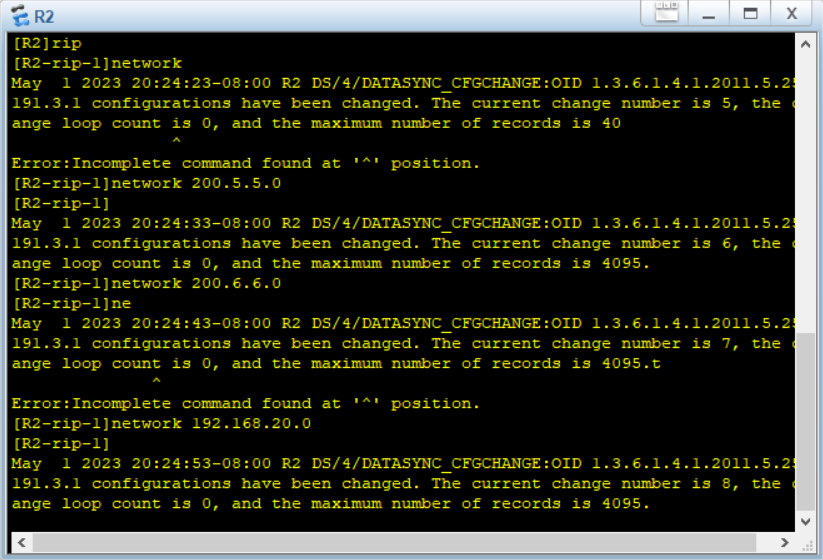 R2
[R2]rip
[R2-rip-1]network
May  1 2023 20:24:23-08:00 R2 DS/4/DATASYNC_CFGCHANGE:OID 1.3.6.1.4.1.2011.5.25
191.3.1 configurations have been changed. The current change number is 5, the
ange loop count is 0, and the maximum number of records is 40
^
Error:Incomplete command found at '^' position.
[R2-rip-1]network 200.5.5.0
[R2-rip-1]
May  1 2023 20:24:33-08:00 R2 DS/4/DATASYNC_CFGCHANGE:OID 1.3.6.1.4.1.2011.5.25
191.3.1 configurations have been changed. The current change number is 6, the
ange loop count is 0, and the maximum number of records is 4095.
[R2-rip-1]network 200.6.6.0
[R2-rip-1]ne
May  1 2023 20:24:43-08:00 R2 DS/4/DATASYNC_CFGCHANGE:OID 1.3.6.1.4.1.2011.5.25
191.3.1 configurations have been changed. The current change number is 7, the
ange loop count is 0, and the maximum number of records is 4095.t
^
Error:Incomplete command found at '^' position.
[R2-rip-1]network 192.168.20.0
[R2-rip-1]
May  1 2023 20:24:53-08:00 R2 DS/4/DATASYNC_CFGCHANGE:OID 1.3.6.1.4.1.2011.5.25
191.3.1 configurations have been changed. The current change number is 8, the
ange loop count is 0, and the maximum number of records is 4095.